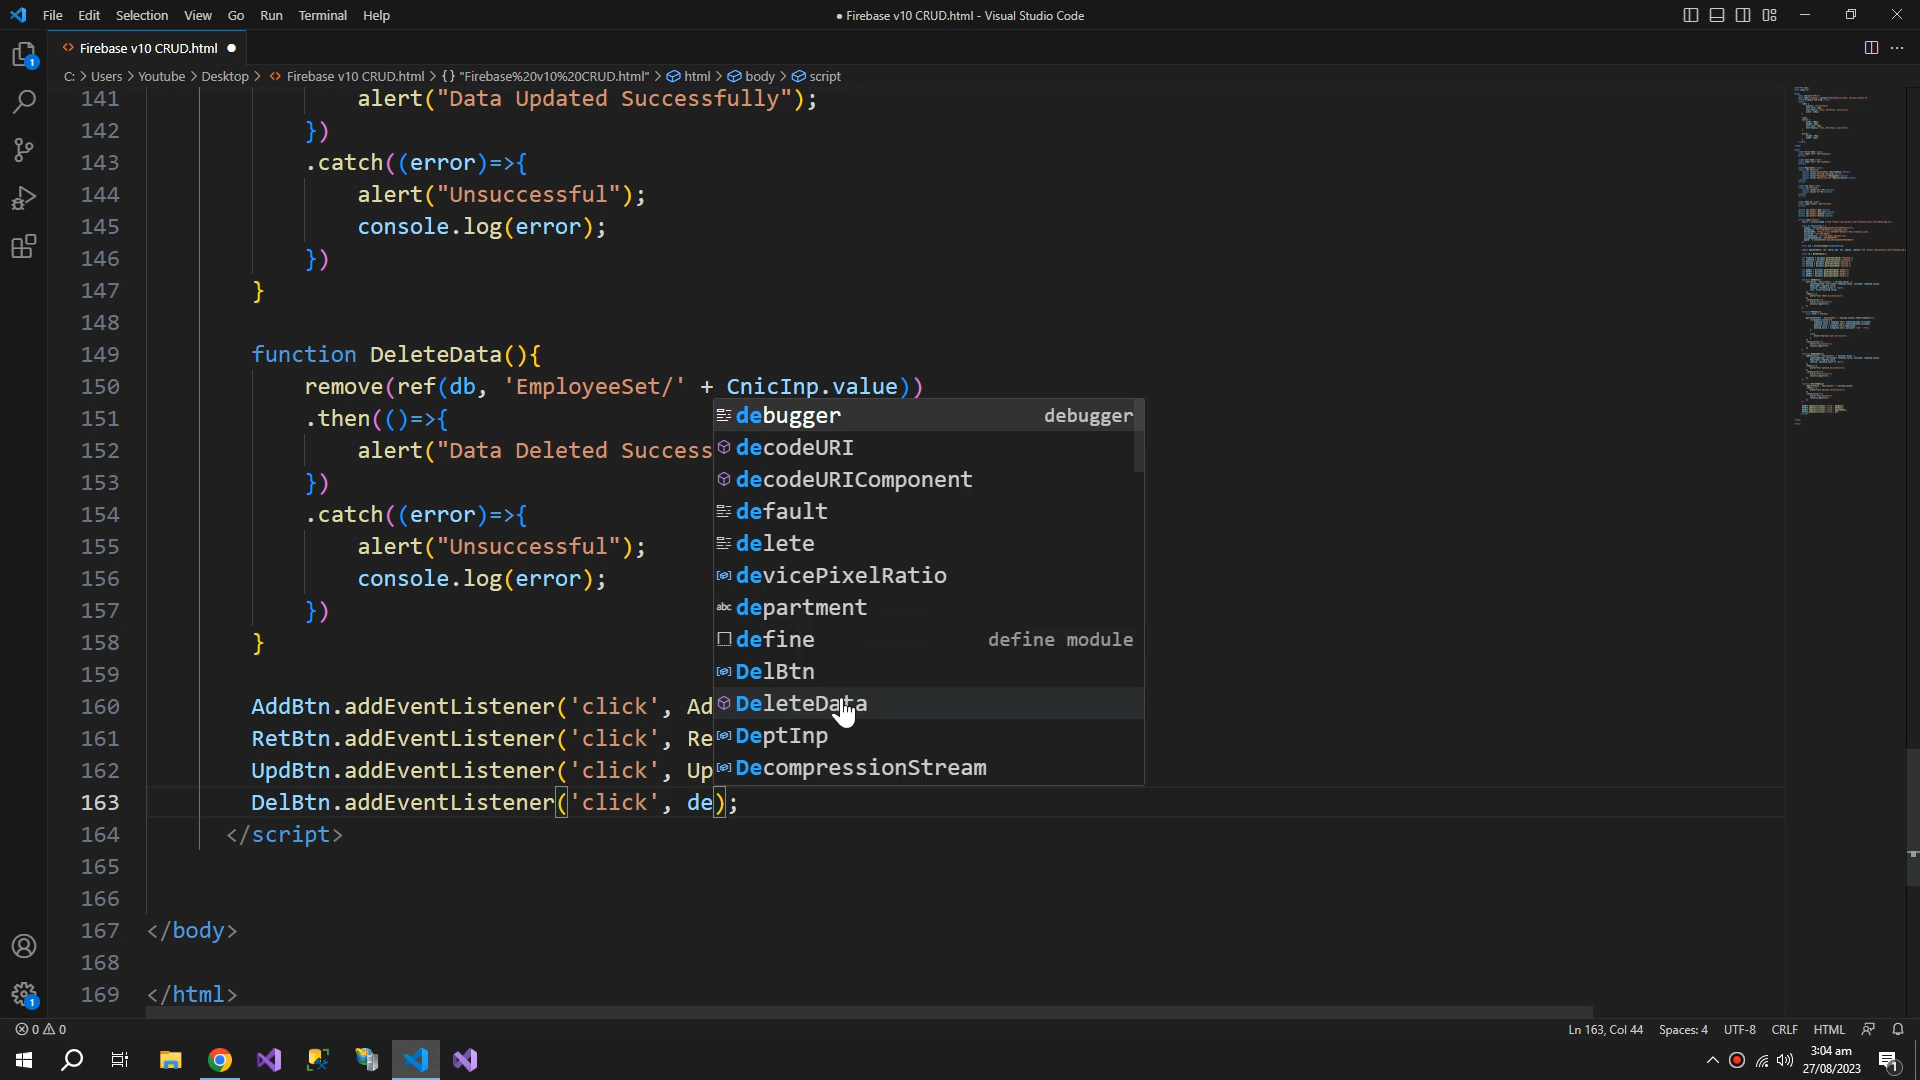 File Edit Selection View Go Run Terminal Help
● Firebase v10 CRUD.html - Visual Studio Code
<> Firebase v10 CRUD.html ●
C: > Users > Youtube > Desktop > <> Firebase v10 CRUD.html > {} "Firebase%20v10%20CRUD.html" > html > body > script
141 alert("Data Updated Successfully");
142 })
143 .catch((error)=>{
144 alert("Unsuccessful");
145 console.log(error);
146 })
147 }
148
149 function DeleteData(){
150 remove(ref(db, 'EmployeeSet/' + CnicInp.value))
151 .then(()=>{
152 alert("Data Deleted Success
153 })
154 .catch((error)=>{
155 alert("Unsuccessful");
156 console.log(error);
157 })
158 }
159
160 AddBtn.addEventListener('click', Ad
161 RetBtn.addEventListener('click', Re
162 UpdBtn.addEventListener('click', Up
163 DelBtn.addEventListener('click', de);
164 </script>
165
166
167 </body>
168
169 </html>
debugger debugger
decodeURI
decodeURIComponent
default
delete
devicePixelRatio
abc department
define define module
DelBtn
DeleteData
DeptInp
DecompressionStream
1
1
0 0
Ln 163, Col 44 Spaces: 4 UTF-8 CRLF HTML
3:04 am
27/08/2023
1